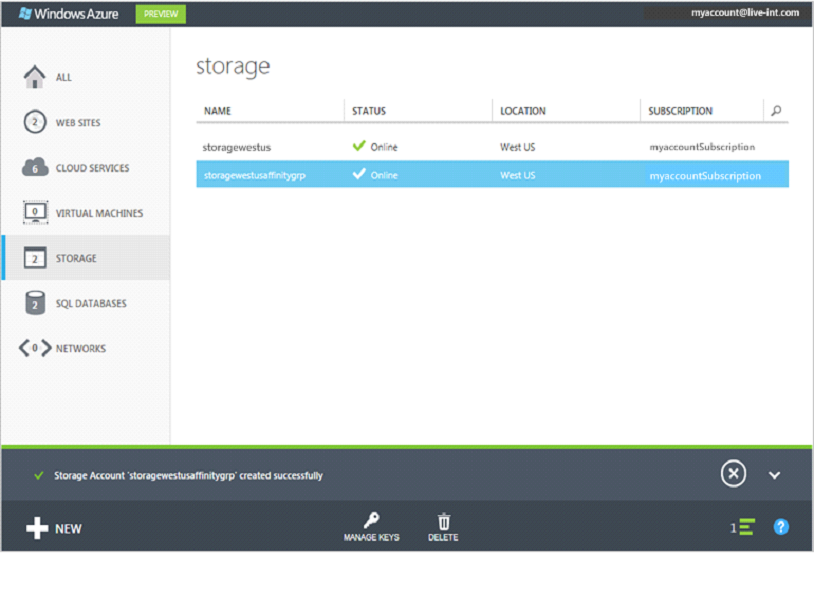 Windows Azure PREVIEW myaccount@live-int.com
storage
ALL
NAME STATUS LOCATION SUBSCRIPTION
2 WEB SITES
storagewestus Online West US myaccountSubscription
6 CLOUD SERVICES
storagewestusaffinitygrp Online West US myaccountSubscription
0 VIRTUAL MACHINES
2 STORAGE
2 SQL DATABASES
0 NETWORKS
Storage Account 'storagewestusaffinitygrp' created successfully
NEW MANAGE KEYS DELETE 1 ?